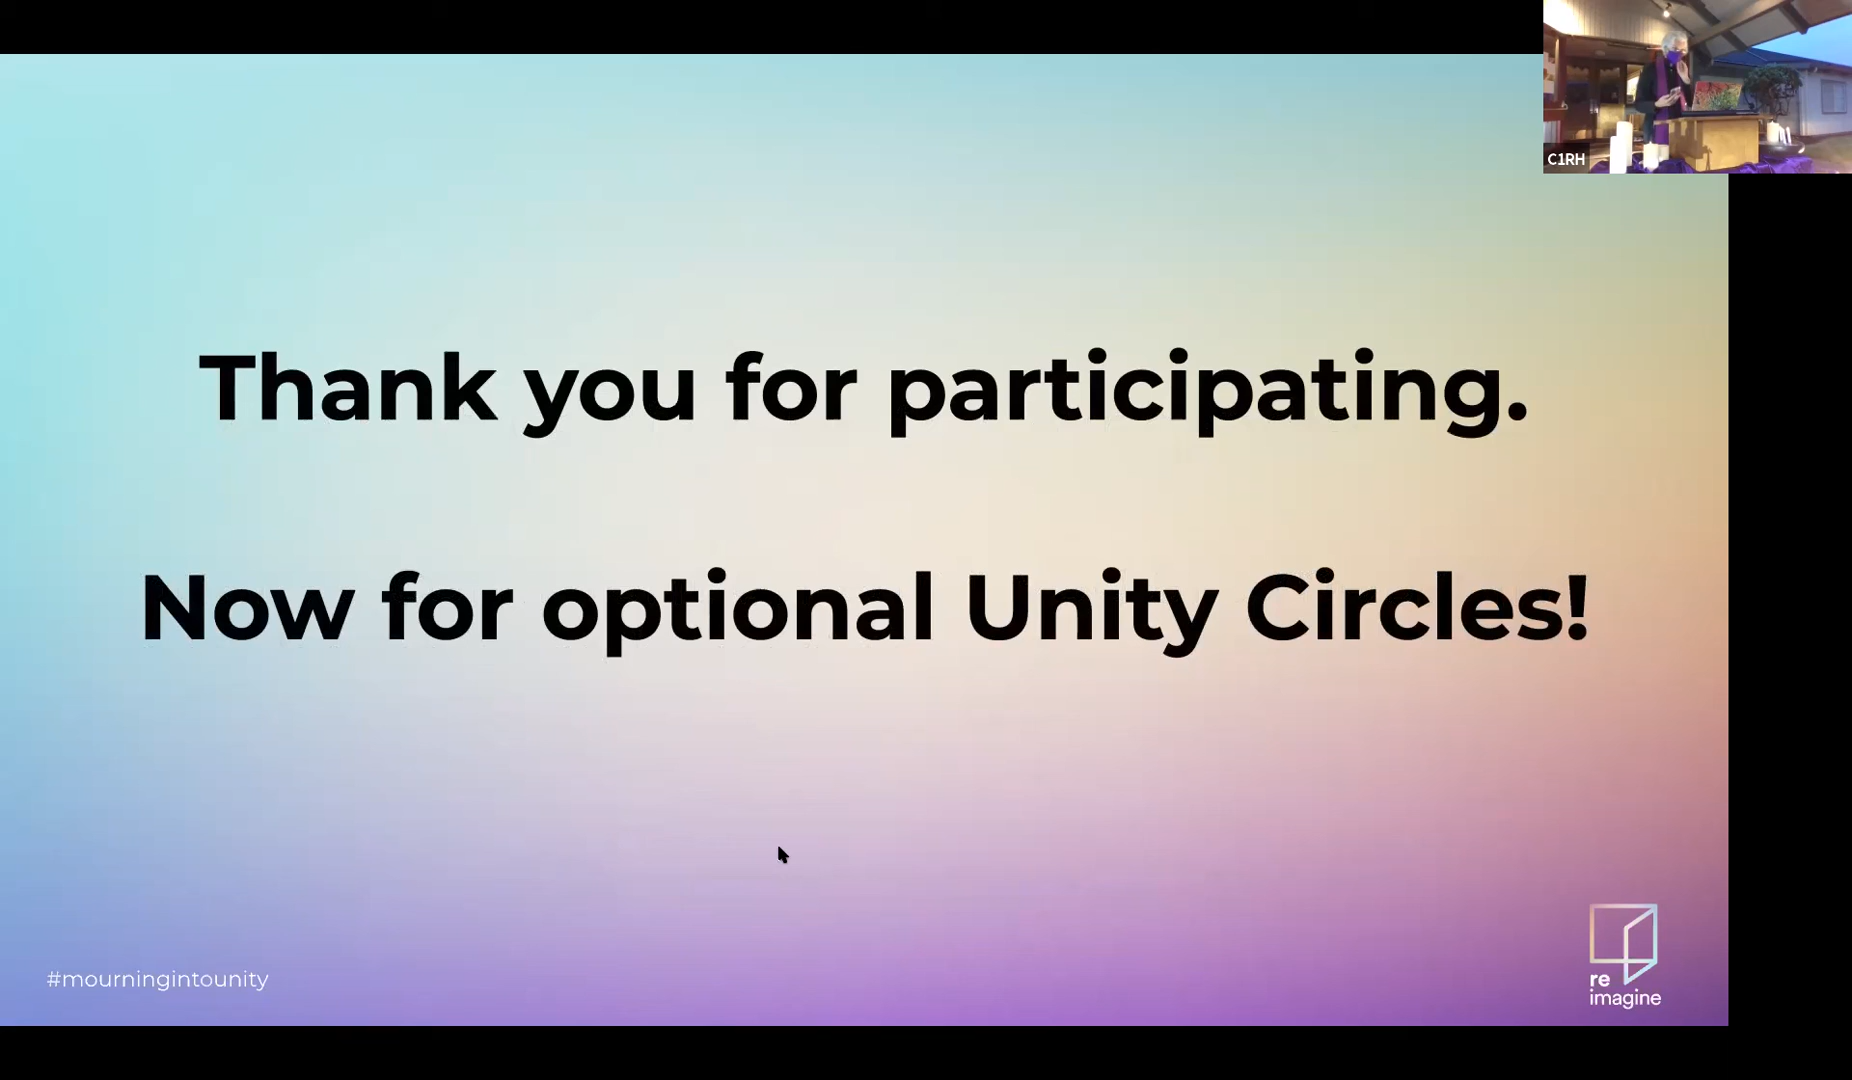 C1RH
Thank you for participating.
Now for optional Unity Circles!
#mourningintounity
re
imagine